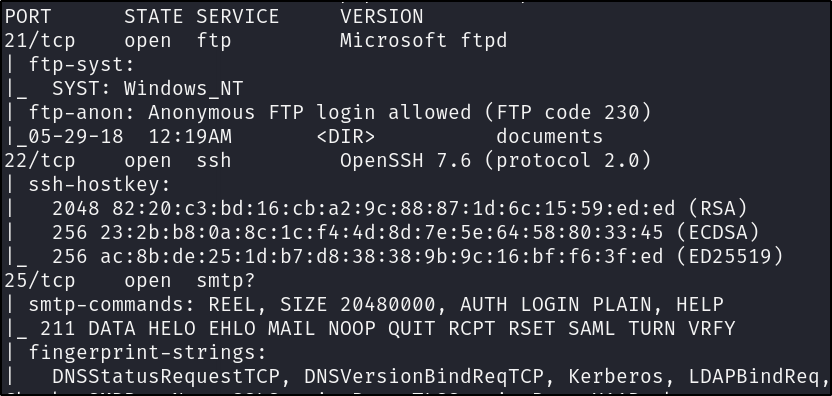 PORT      STATE SERVICE     VERSION
21/tcp    open  ftp         Microsoft ftpd
| ftp-syst:
|_  SYST: Windows_NT
| ftp-anon: Anonymous FTP login allowed (FTP code 230)
|_05-29-18  12:19AM       <DIR>          documents
22/tcp    open  ssh         OpenSSH 7.6 (protocol 2.0)
| ssh-hostkey:
|   2048 82:20:c3:bd:16:cb:a2:9c:88:87:1d:6c:15:59:ed:ed (RSA)
|   256 23:2b:b8:0a:8c:1c:f4:4d:8d:7e:5e:64:58:80:33:45 (ECDSA)
|_  256 ac:8b:de:25:1d:b7:d8:38:38:9b:9c:16:bf:f6:3f:ed (ED25519)
25/tcp    open  smtp?
| smtp-commands: REEL, SIZE 20480000, AUTH LOGIN PLAIN, HELP
|_ 211 DATA HELO EHLO MAIL NOOP QUIT RCPT RSET SAML TURN VRFY
| fingerprint-strings:
|   DNSStatusRequestTCP, DNSVersionBindReqTCP, Kerberos, LDAPBindReq,